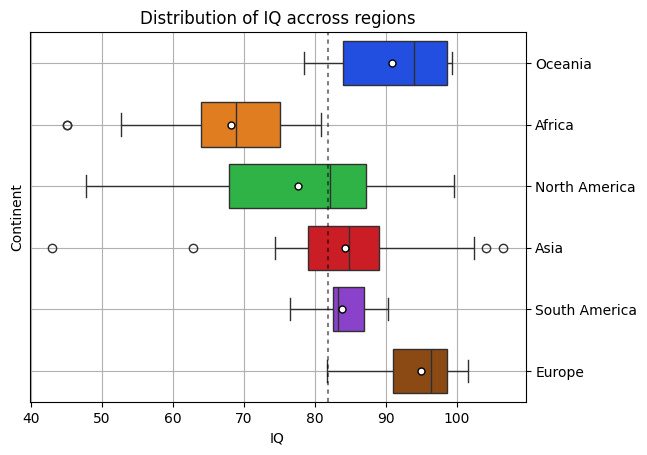 Distribution of IQ accross regions
Continent
Oceania
Africa
North America
Asia
South America
Europe
40 50 60 70 80 90 100
IQ